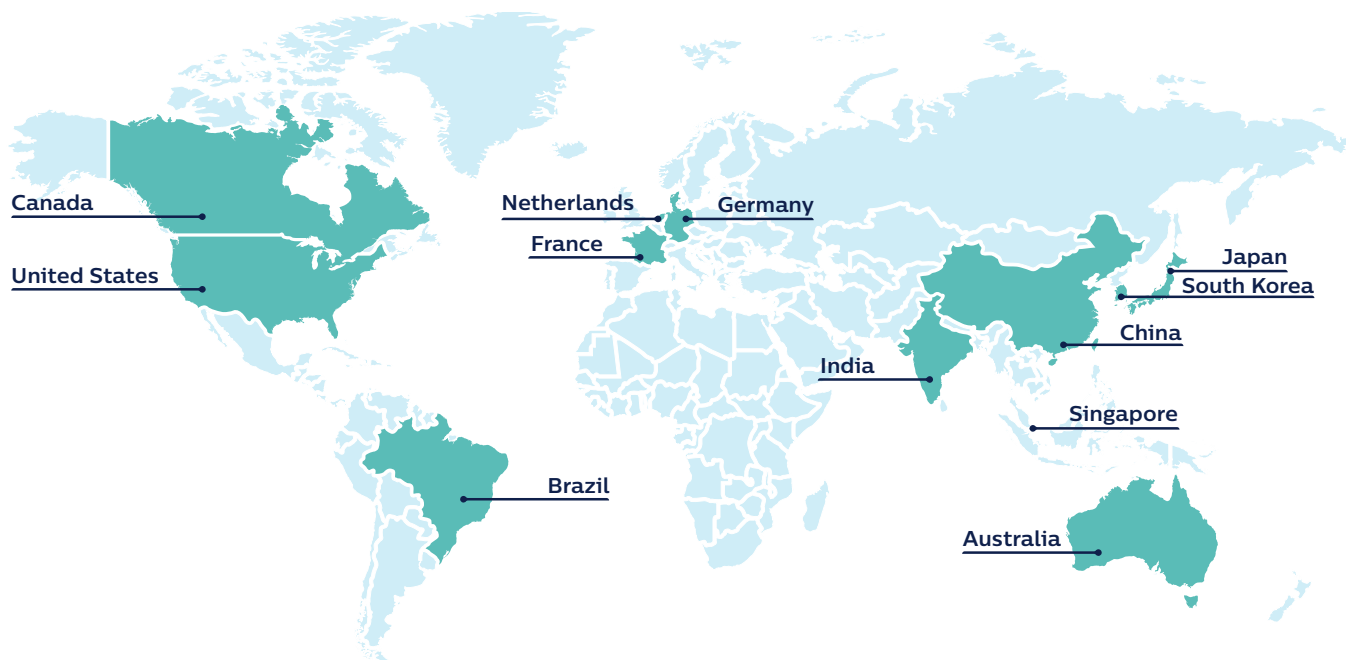 Canada
United States
Netherlands
Germany
France
Japan
South Korea
China
India
Singapore
Brazil
Australia